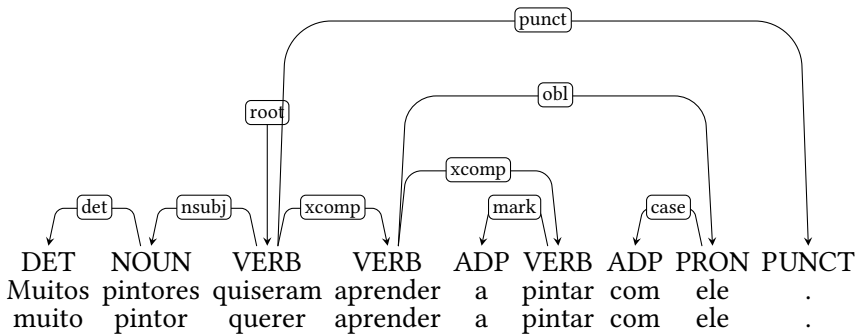 punct
obl
root
xcomp
det nsubj xcomp mark case
DET NOUN VERB VERB ADP VERB ADP PRON PUNCT
Muitos pintores quiseram aprender a pintar com ele .
muito pintor querer aprender a pintar com ele .